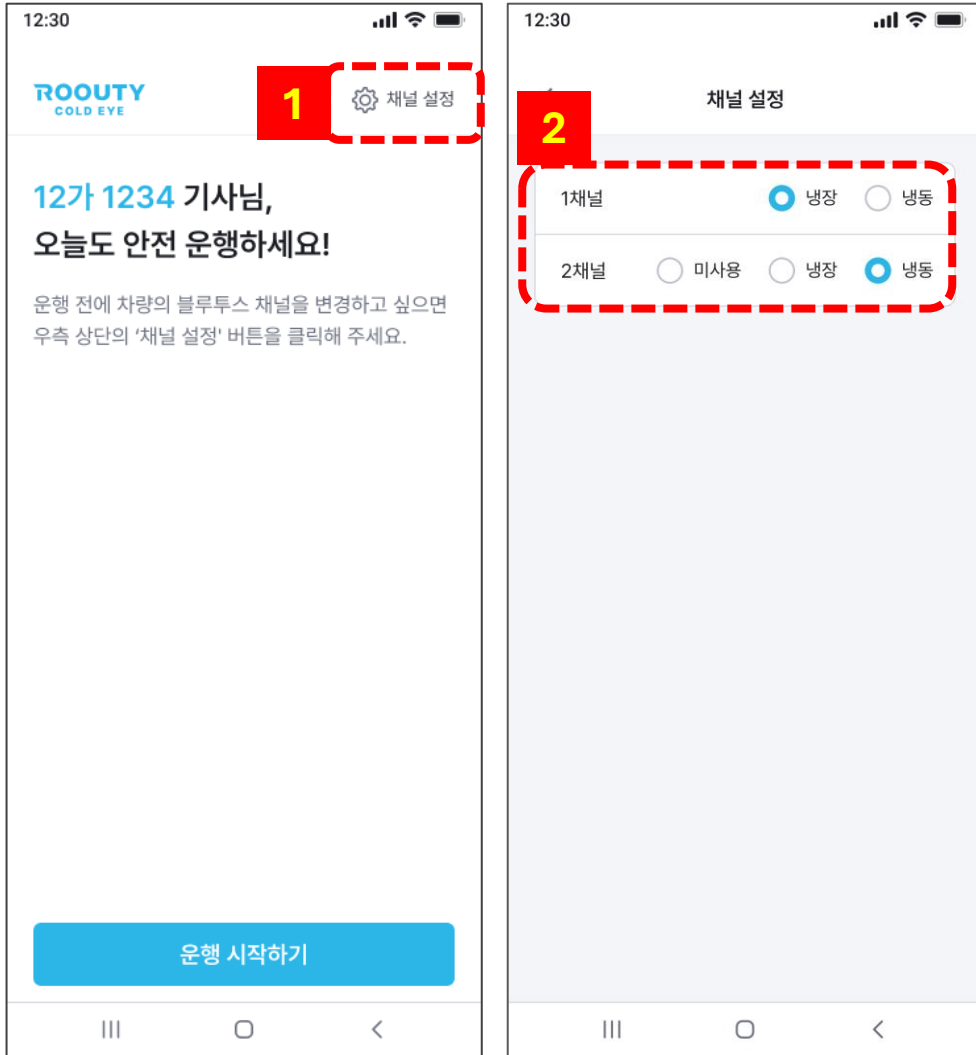 12:30
ROOUTY
COLD EYE
1
채널 설정
12가 1234 기사님,
오늘도 안전 운행하세요!
운행 전에 차량의 블루투스 채널을 변경하고 싶으면
우측 상단의 ‘채널 설정' 버튼을 클릭해 주세요.
운행 시작하기
12:30
채널 설정
2
1채널 냉장 냉동
2채널 미사용 냉장 냉동